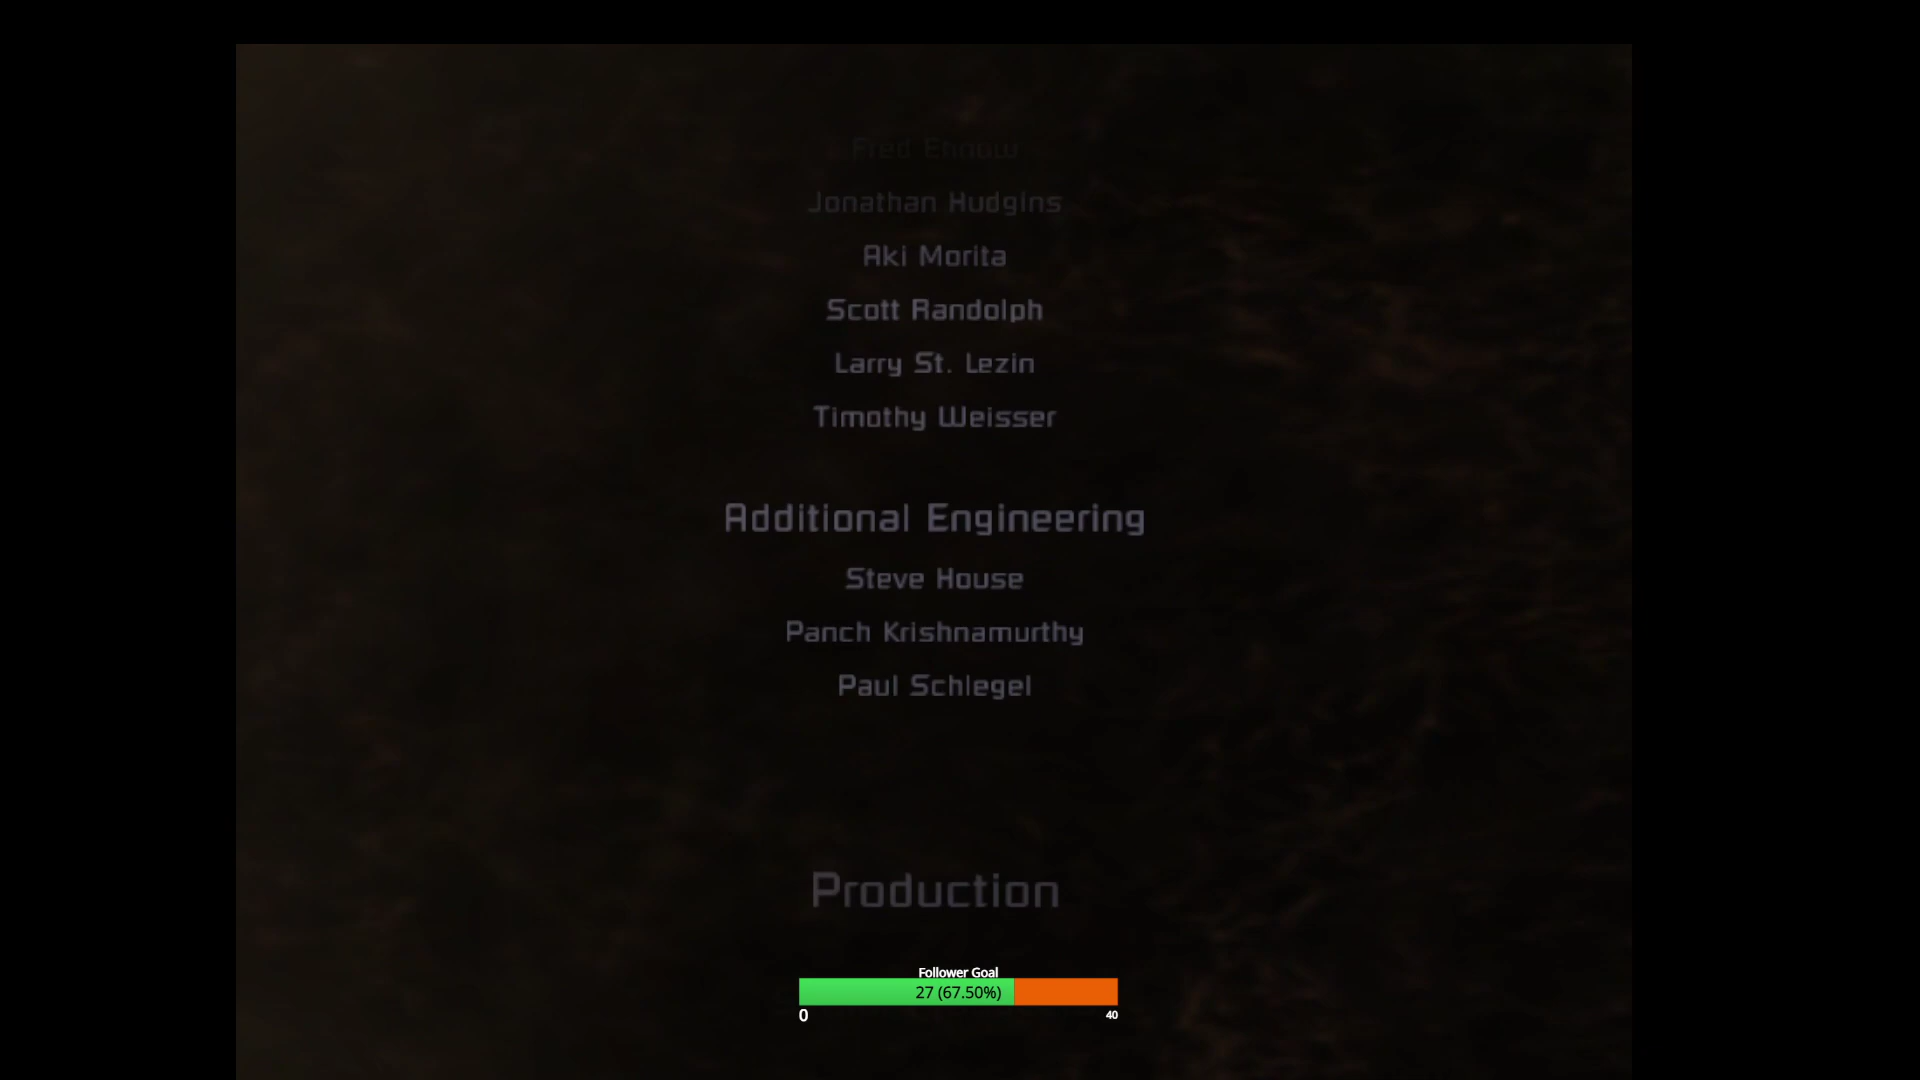 Fred
Jonathan Hudgins
Aki Morita
Scott Randolph
Larry St. Lezin
Timothy Weisser
Additional Engineering
Steve House
Panch Krishnamurthy
Paul Schlegel
Production
Follower Goal
27 (67.50%)
0 40